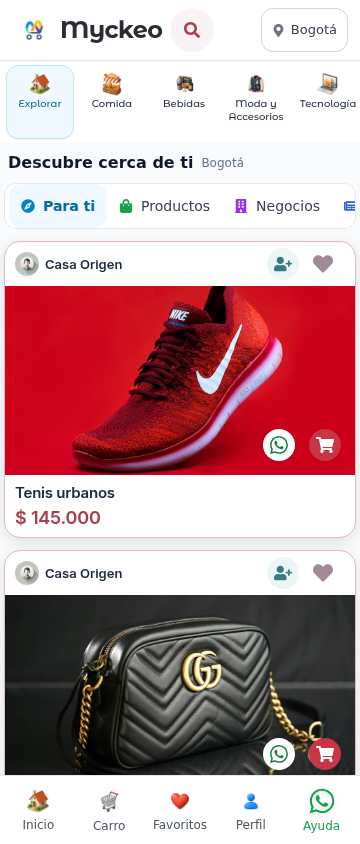 Myckeo
Bogotá
Explorar
Comida
Bebidas
Moda y
Accesorios
Tecnología
Descubre cerca de ti Bogotá
Para ti
Productos
Negocios
Casa Origen
NIKE
Tenis urbanos
$ 145.000
Casa Origen
GG
Inicio
Carro
Favoritos
Perfil
Ayuda